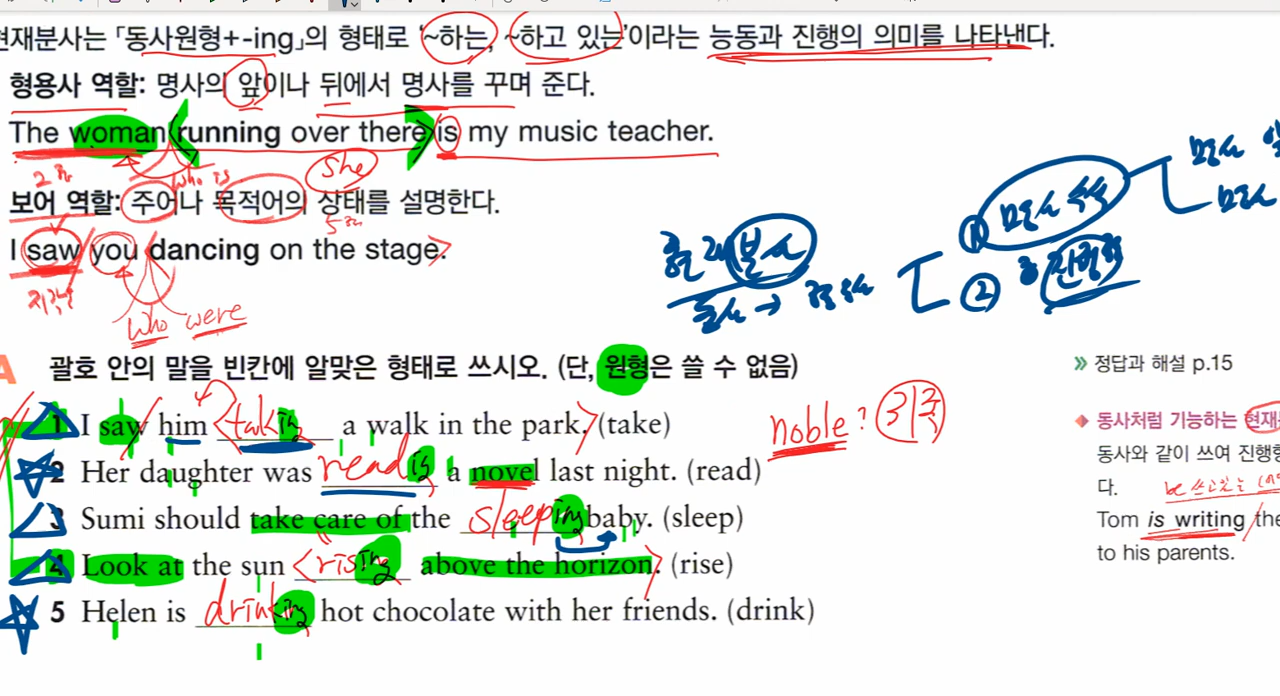 현재분사는 「동사원형+-ing」의 형태로 '~하는, ~하고 있는'이라는 능동과 진행의 의미를 나타낸다.
형용사 역할: 명사의 앞이나 뒤에서 명사를 꾸며 준다.
The woman running over there is my music teacher.
who is
she
보어 역할: 주어나 목적어의 상태를 설명한다.
I saw you dancing on the stage.
who were
명사 수식
명사
분사
①
②
A 괄호 안의 말을 빈칸에 알맞은 형태로 쓰시오. (단, 원형은 쓸 수 없음)
1 I saw him taking a walk in the park. (take)
noble?
2 Her daughter was reading a novel last night. (read)
3 Sumi should take care of the sleeping baby. (sleep)
4 Look at the sun rising above the horizon. (rise)
5 Helen is drinking hot chocolate with her friends. (drink)
» 정답과 해설 p.15
◆ 동사처럼 기능하는 현재
동사와 같이 쓰여 진행형
다.
Tom is writing the
to his parents.